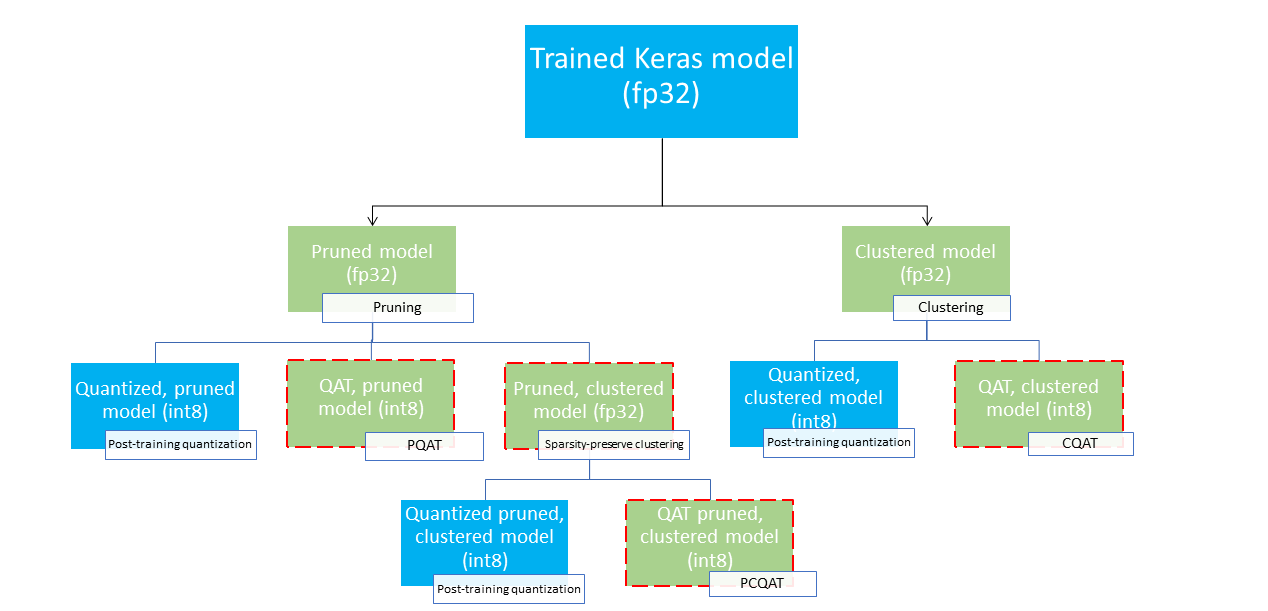 Trained Keras model
(fp32)
Pruned model
(fp32)
Pruning
Clustered model
(fp32)
Clustering
Quantized, pruned
model (int8)
Post-training quantization
QAT, pruned
model (int8)
PQAT
Pruned, clustered
model (fp32)
Sparsity-preserve clustering
Quantized,
clustered model
(int8)
Post-training quantization
QAT, clustered
model (int8)
CQAT
Quantized pruned,
clustered model
(int8)
Post-training quantization
QAT pruned,
clustered model
(int8)
PCQAT